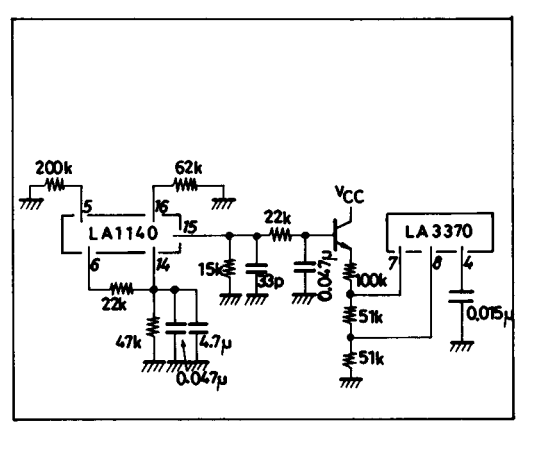 200k
62k
5
16
VCC
LA1140
15
22k
LA3370
6
14
15k
33p
0.047μ
7
8
4
100k
22k
51k
0.015μ
47k
4.7μ
51k
0.047μ